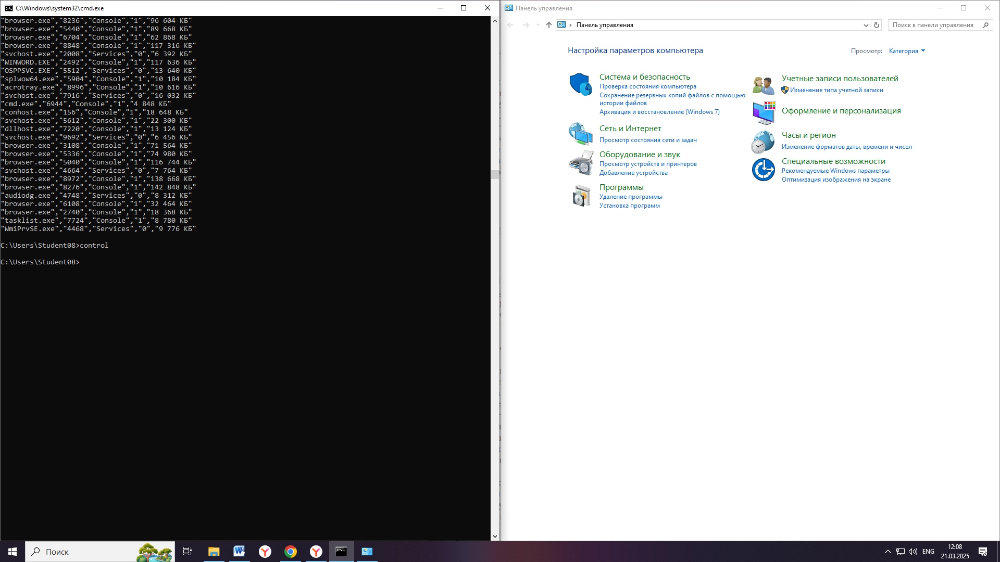 C:\Windows\system32\cmd.exe
"browser.exe","8236","Console","1","96 604 КБ"
"browser.exe","5440","Console","1","89 668 КБ"
"browser.exe","6704","Console","1","62 868 КБ"
"browser.exe","8848","Console","1","117 316 КБ"
"svchost.exe","2008","Services","0","6 392 КБ"
"WINWORD.EXE","2492","Console","1","117 636 КБ"
"OSPPSVC.EXE","5512","Services","0","13 640 КБ"
"splwow64.exe","5904","Console","1","10 184 КБ"
"acrotray.exe","8996","Console","1","10 616 КБ"
"svchost.exe","7916","Services","0","16 032 КБ"
"cmd.exe","6944","Console","1","4 848 КБ"
"conhost.exe","156","Console","1","18 648 КБ"
"svchost.exe","5612","Console","1","22 300 КБ"
"dllhost.exe","7220","Console","1","13 124 КБ"
"svchost.exe","9692","Services","0","6 456 КБ"
"browser.exe","3108","Console","1","71 564 КБ"
"browser.exe","5336","Console","1","74 980 КБ"
"browser.exe","5040","Console","1","116 744 КБ"
"svchost.exe","4664","Services","0","7 764 КБ"
"browser.exe","8972","Console","1","138 668 КБ"
"browser.exe","8276","Console","1","142 848 КБ"
"audiodg.exe","4748","Services","0","8 312 КБ"
"browser.exe","6108","Console","1","32 464 КБ"
"browser.exe","2740","Console","1","18 368 КБ"
"tasklist.exe","7724","Console","1","8 780 КБ"
"WmiPrvSE.exe","4468","Services","0","9 776 КБ"
C:\Users\Student08>control
C:\Users\Student08>
Панель управления
Панель управления
Поиск в панели управления
Настройка параметров компьютера
Просмотр: Категория
Система и безопасность
Проверка состояния компьютера
Сохранение резервных копий файлов с помощью
истории файлов
Архивация и восстановление (Windows 7)
Сеть и Интернет
Просмотр состояния сети и задач
Оборудование и звук
Просмотр устройств и принтеров
Добавление устройства
Программы
Удаление программы
Установка программ
Учетные записи пользователей
Изменение типа учетной записи
Оформление и персонализация
Часы и регион
Изменение форматов даты, времени и чисел
Специальные возможности
Рекомендуемые Windows параметры
Оптимизация изображения на экране
Поиск
ENG
12:08
21.03.2025